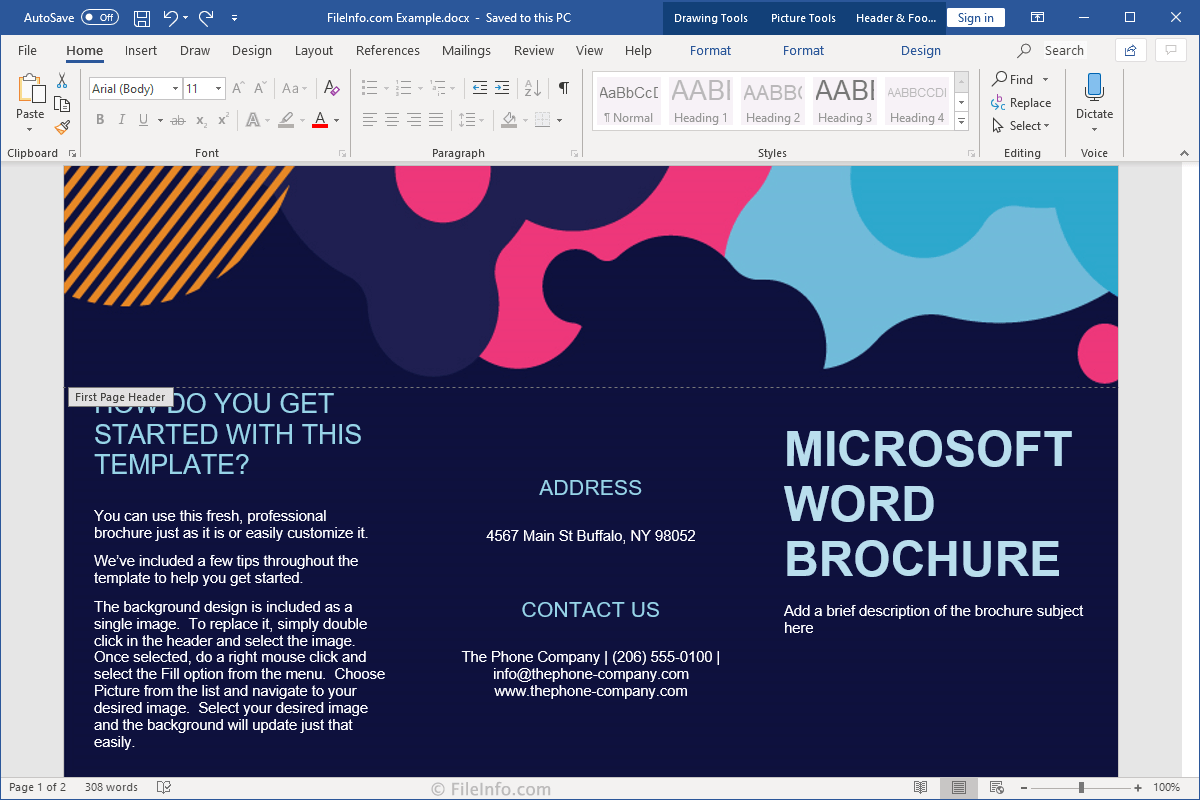 AutoSave Off
FileInfo.com Example.docx - Saved to this PC
Drawing Tools Picture Tools Header & Foo... Sign in
File Home Insert Draw Design Layout References Mailings Review View Help Format Format Design Search
Arial (Body) 11 A A Aa A
AaBbCcD AABI AABBC AABI AABBCCDI
Find
Replace
Select
Paste
B I U ab x₂ x² A A
¶ Normal Heading 1 Heading 2 Heading 3 Heading 4
Dictate
Clipboard Font Paragraph Styles Editing Voice
First Page Header
HOW DO YOU GET
STARTED WITH THIS
TEMPLATE?
You can use this fresh, professional
brochure just as it is or easily customize it.
We've included a few tips throughout the
template to help you get started.
The background design is included as a
single image.  To replace it, simply double
click in the header and select the image.
Once selected, do a right mouse click and
select the Fill option from the menu.  Choose
Picture from the list and navigate to your
desired image.  Select your desired image
and the background will update just that
easily.
ADDRESS
4567 Main St Buffalo, NY 98052
CONTACT US
The Phone Company | (206) 555-0100 |
info@thephone-company.com
www.thephone-company.com
MICROSOFT
WORD
BROCHURE
Add a brief description of the brochure subject
here
Page 1 of 2 308 words
© FileInfo.com
100%